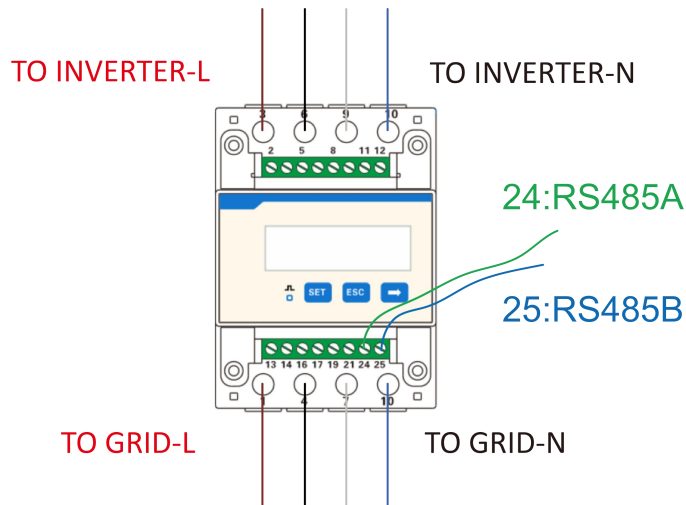 TO INVERTER-L
TO INVERTER-N
3 6 9 10
2 5 8 11 12
24:RS485A
SET ESC
25:RS485B
13 14 16 17 19 21 24 25
1 4 7 10
TO GRID-L
TO GRID-N